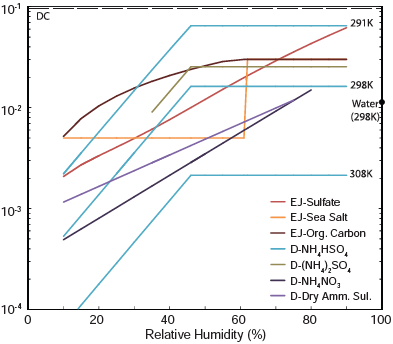 10⁻¹
DC
291K
10⁻²
298K
Water
(298K)
308K
10⁻³
EJ-Sulfate
EJ-Sea Salt
EJ-Org. Carbon
D-NH₄HSO₄
D-(NH₄)₂SO₄
D-NH₄NO₃
D-Dry Amm. Sul.
10⁻⁴
0 20 40 60 80 100
Relative Humidity (%)